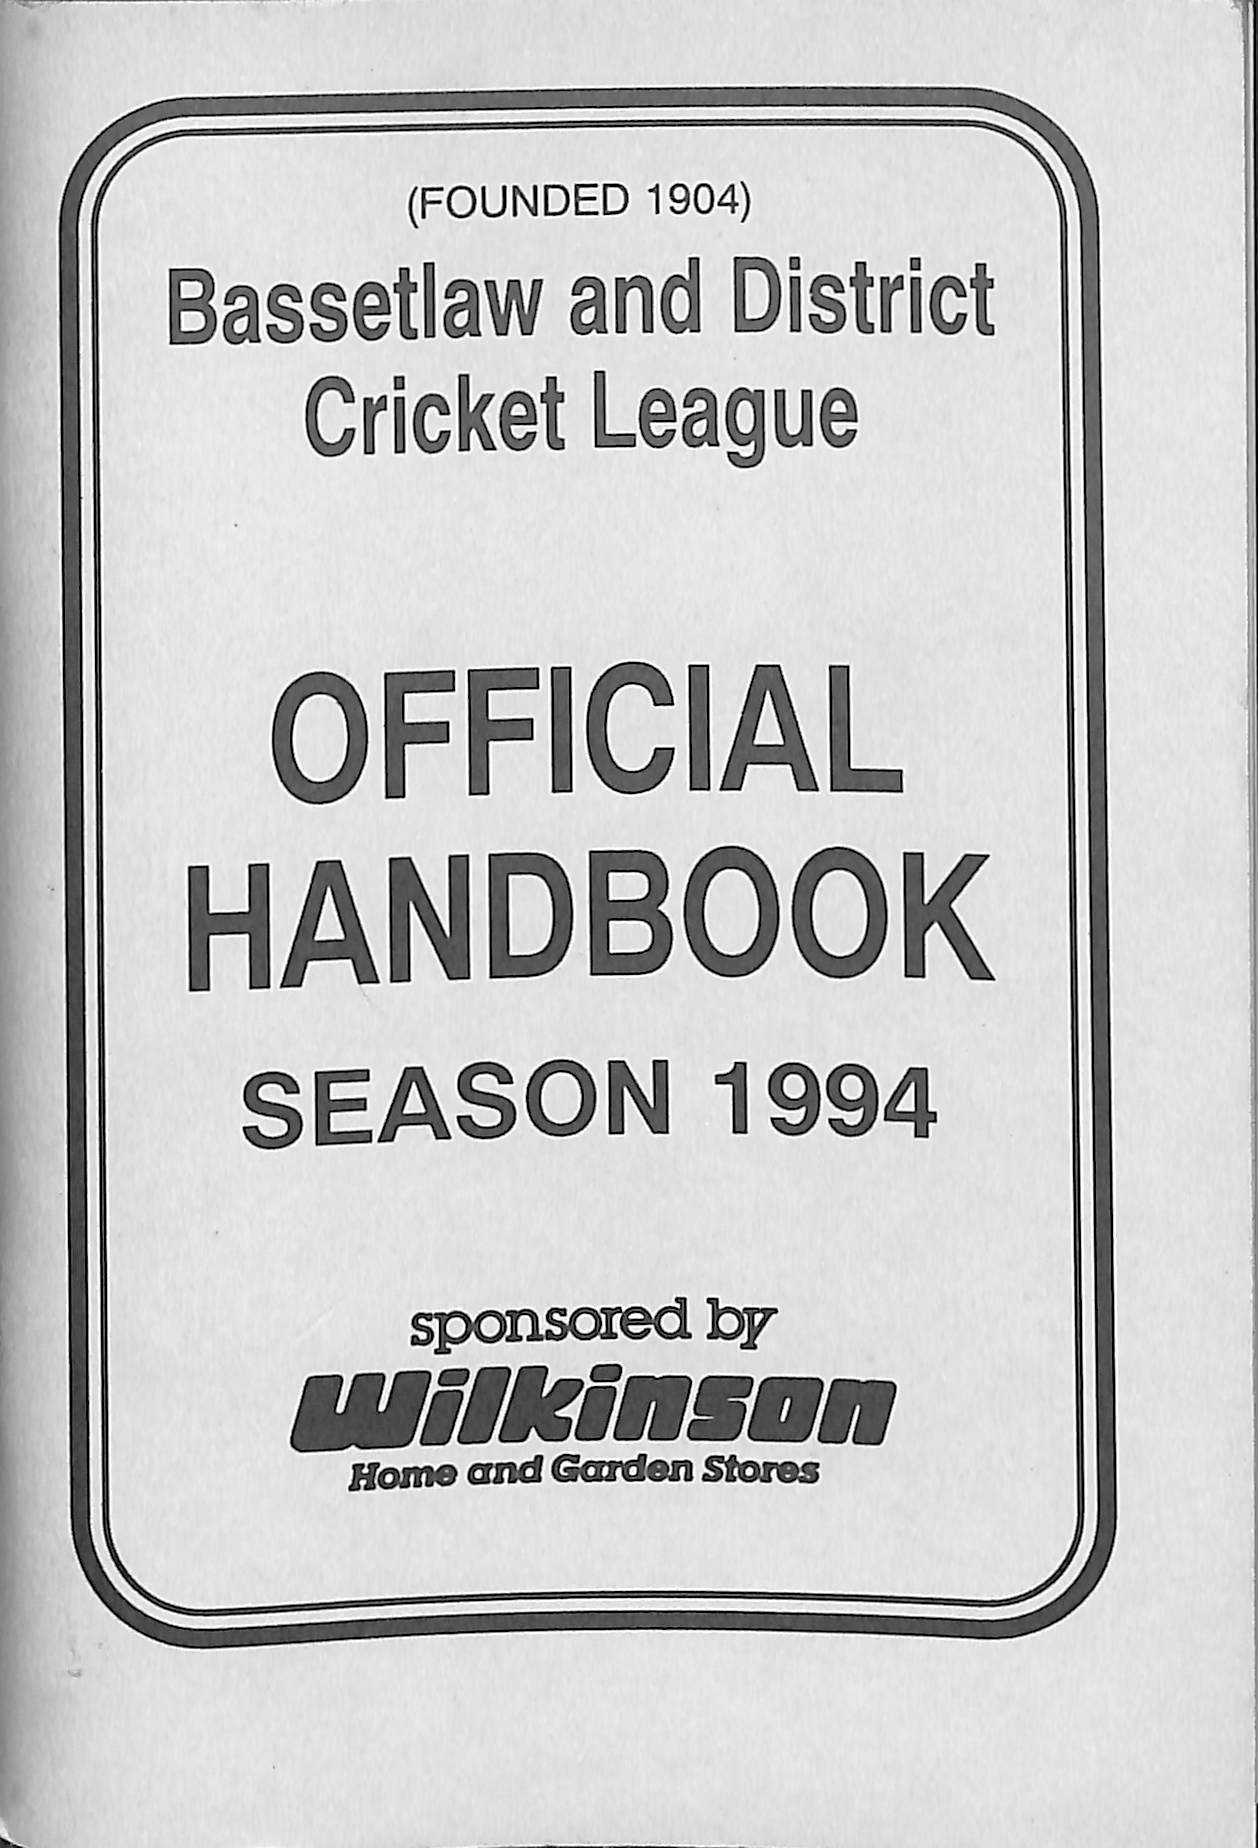 (FOUNDED 1904)
Bassetlaw and District
Cricket League
OFFICIAL
HANDBOOK
SEASON 1994
sponsored by
Wilkinson
Home and Garden Stores